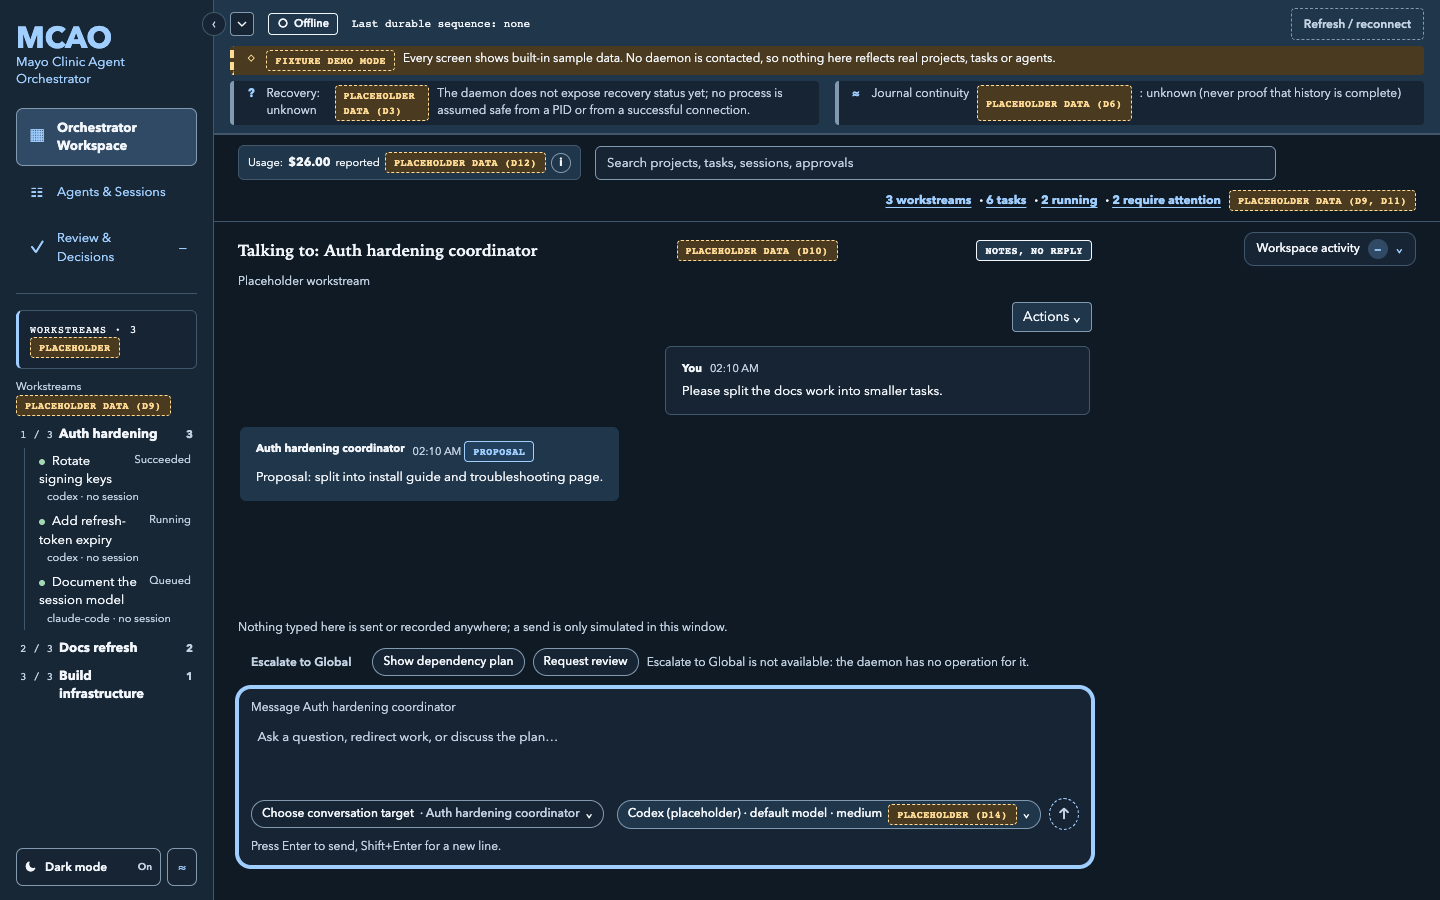 MCAO
Mayo Clinic Agent
Orchestrator
Orchestrator
Workspace
Agents & Sessions
Review &
Decisions
–
WORKSTREAMS · 3
PLACEHOLDER
Workstreams
PLACEHOLDER DATA (D9)
1 / 3 Auth hardening 3
Rotate Succeeded
signing keys
codex · no session
Add refresh- Running
token expiry
codex · no session
Document the Queued
session model
claude-code · no session
2 / 3 Docs refresh 2
3 / 3 Build 1
infrastructure
Dark mode On
≈
Offline Last durable sequence: none
Refresh / reconnect
FIXTURE DEMO MODE Every screen shows built-in sample data. No daemon is contacted, so nothing here reflects real projects, tasks or agents.
? Recovery: PLACEHOLDER The daemon does not expose recovery status yet; no process is
unknown DATA (D3) assumed safe from a PID or from a successful connection.
≈ Journal continuity PLACEHOLDER DATA (D6) : unknown (never proof that history is complete)
Usage: $26.00 reported PLACEHOLDER DATA (D12) i
Search projects, tasks, sessions, approvals
3 workstreams · 6 tasks · 2 running · 2 require attention PLACEHOLDER DATA (D9, D11)
Talking to: Auth hardening coordinator PLACEHOLDER DATA (D10) NOTES, NO REPLY
Placeholder workstream
Workspace activity –
Actions
You 02:10 AM
Please split the docs work into smaller tasks.
Auth hardening coordinator 02:10 AM PROPOSAL
Proposal: split into install guide and troubleshooting page.
Nothing typed here is sent or recorded anywhere; a send is only simulated in this window.
Escalate to Global Show dependency plan Request review Escalate to Global is not available: the daemon has no operation for it.
Message Auth hardening coordinator
Ask a question, redirect work, or discuss the plan…
Choose conversation target · Auth hardening coordinator
Codex (placeholder) · default model · medium PLACEHOLDER (D14)
Press Enter to send, Shift+Enter for a new line.